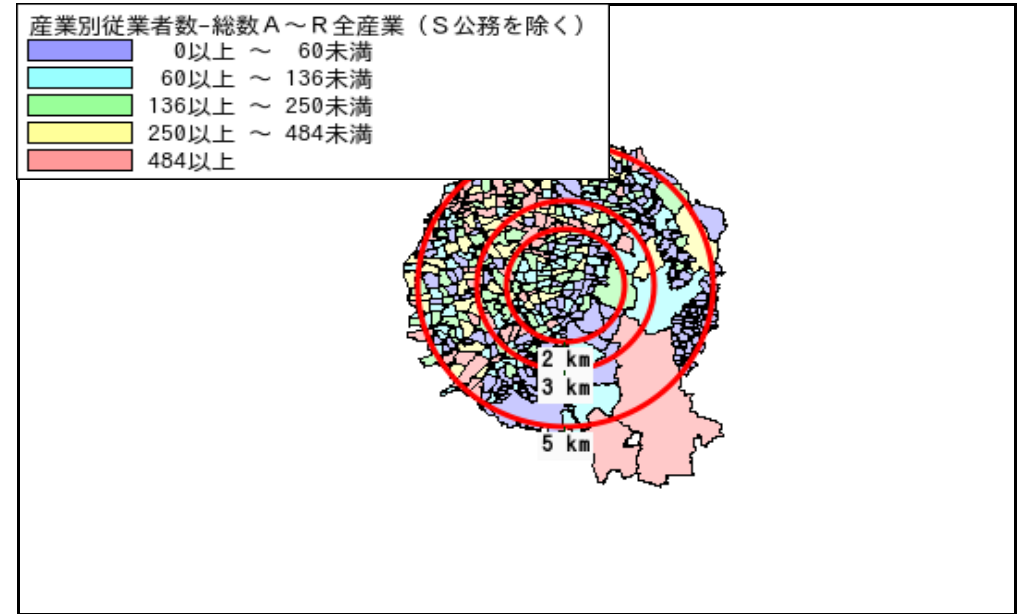 産業別従業者数−総数Ａ～Ｒ全産業（Ｓ公務を除く）
0以上 ～ 60未満
60以上 ～ 136未満
136以上 ～ 250未満
250以上 ～ 484未満
484以上
2 km
3 km
5 km